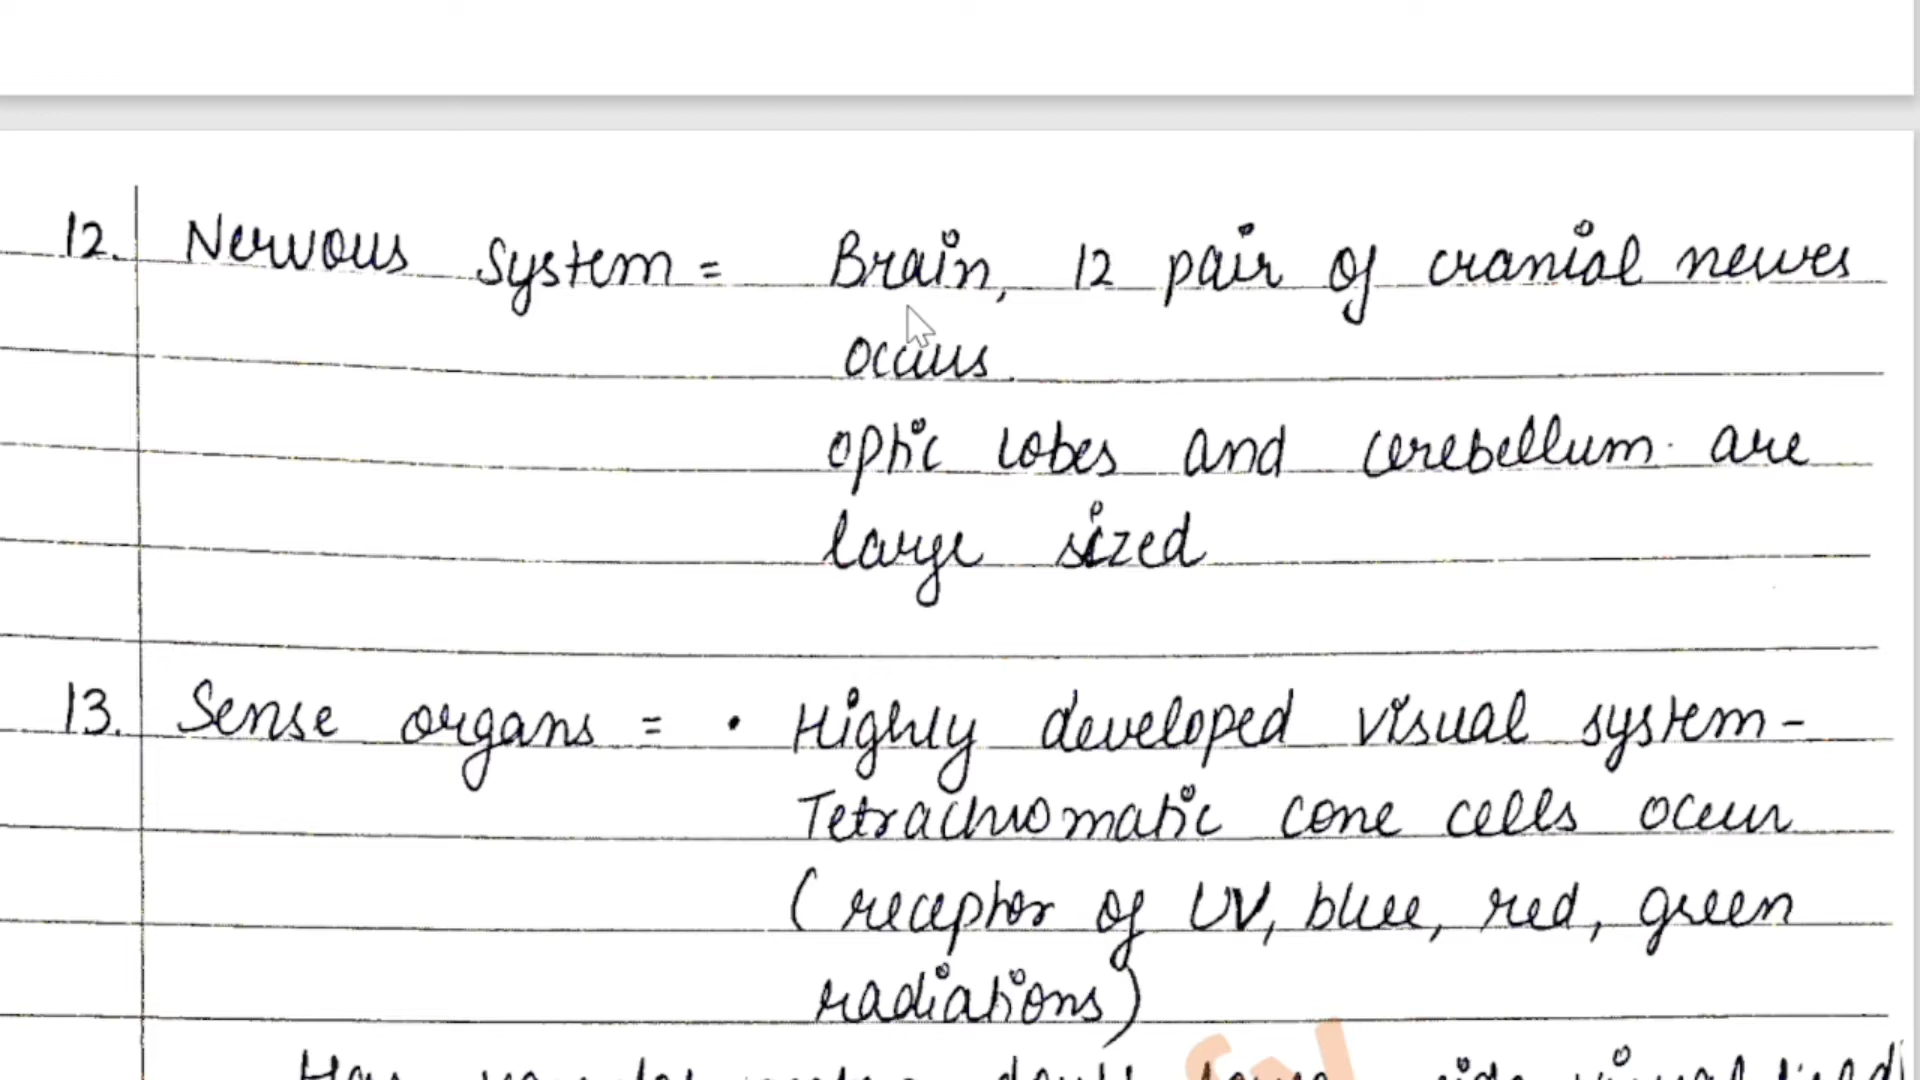 12. Nervous system = Brain, 12 pair of cranial nerves
occurs.
optic lobes and cerebellum are
large sized
13. Sense organs = • Highly developed visual system-
Tetrachromatic cone cells occur
(receptor of UV, blue, red, green
radiations)